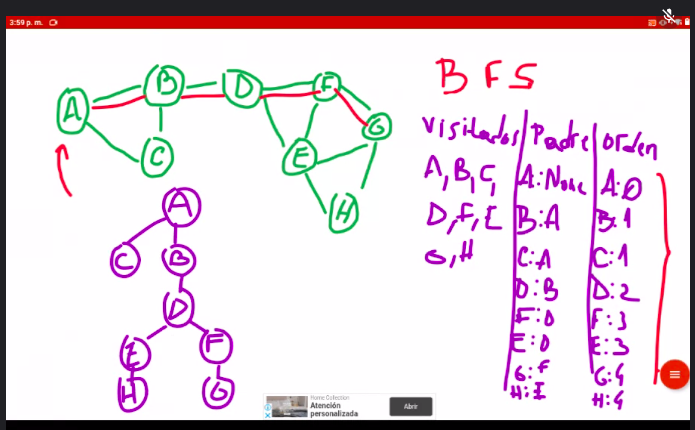 3:59 p. m.
B F S
Visitados Padre Orden
A, B, C, A: None A: 0
D, F, E B: A B: 1
G, H C: A C: 1
D: B D: 2
F: D F: 3
E: D E: 3
G: F G: 4
H: E H: 4
A
B
D
F
G
C
E
H
A
C
B
D
E
F
H
G
Home Collection
Atención
personalizada
Abrir